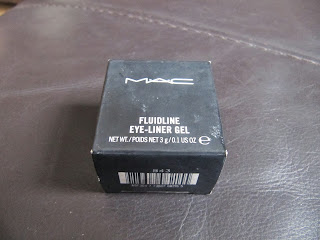 MAC
FLUIDLINE
EYE-LINER GEL
NET WT./POIDS NET 3 g/0.1 US OZ ℮